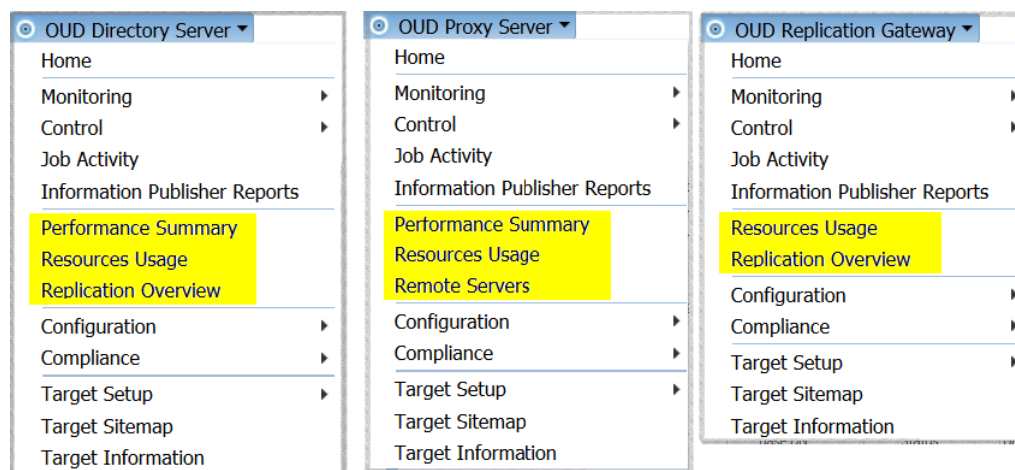 OUD Directory Server
Home
Monitoring
Control
Job Activity
Information Publisher Reports
Performance Summary
Resources Usage
Replication Overview
Configuration
Compliance
Target Setup
Target Sitemap
Target Information
OUD Proxy Server
Home
Monitoring
Control
Job Activity
Information Publisher Reports
Performance Summary
Resources Usage
Remote Servers
Configuration
Compliance
Target Setup
Target Sitemap
Target Information
OUD Replication Gateway
Home
Monitoring
Control
Job Activity
Information Publisher Reports
Resources Usage
Replication Overview
Configuration
Compliance
Target Setup
Target Sitemap
Target Information